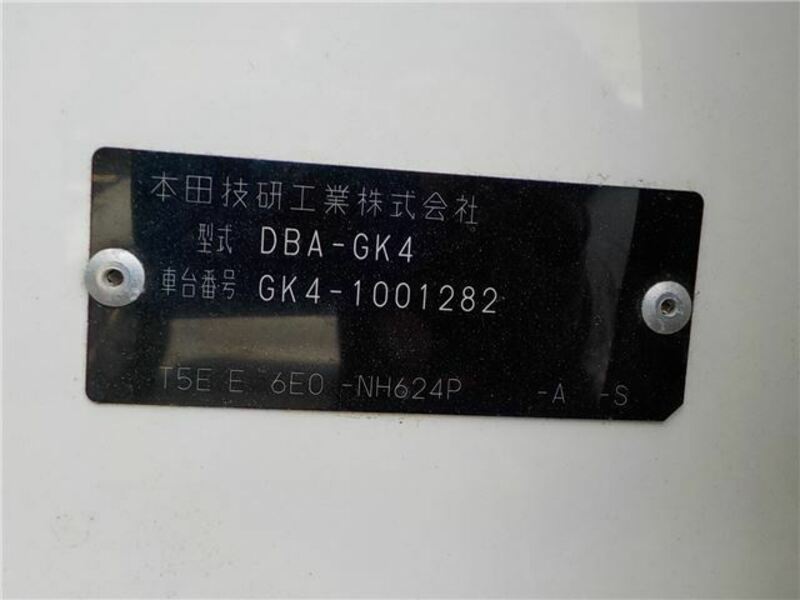 本田技研工業株式会社
型式 DBA-GK4
車台番号 GK4-1001282
T5E E 6E0 -NH624P -A -S